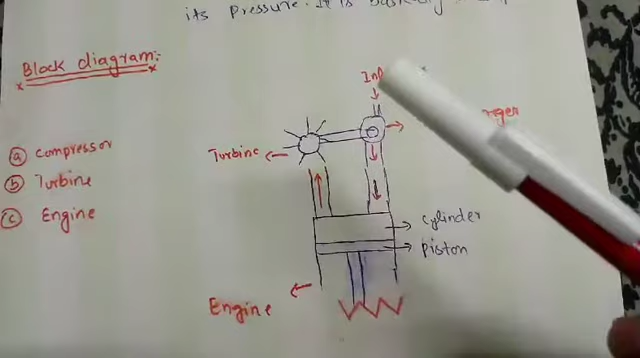 its pressure. It is
Block diagram:
(a) Compressor
(b) Turbine
(c) Engine
Turbine
cylinder
piston
Engine